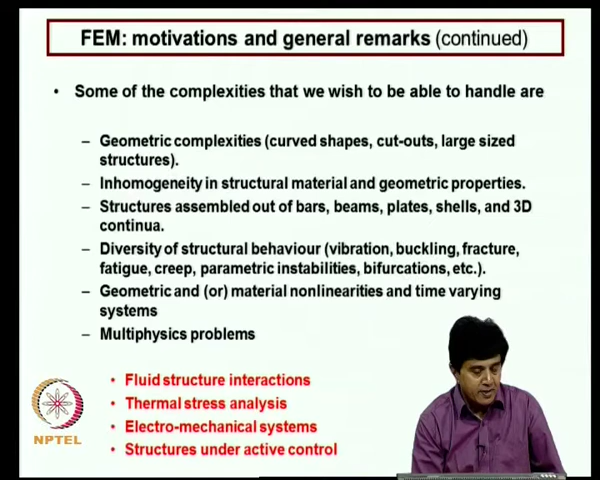 FEM: motivations and general remarks (continued)
• Some of the complexities that we wish to be able to handle are
– Geometric complexities (curved shapes, cut-outs, large sized
structures).
– Inhomogeneity in structural material and geometric properties.
– Structures assembled out of bars, beams, plates, shells, and 3D
continua.
– Diversity of structural behaviour (vibration, buckling, fracture,
fatigue, creep, parametric instabilities, bifurcations, etc.).
– Geometric and (or) material nonlinearities and time varying
systems
– Multiphysics problems
• Fluid structure interactions
• Thermal stress analysis
• Electro-mechanical systems
• Structures under active control
NPTEL